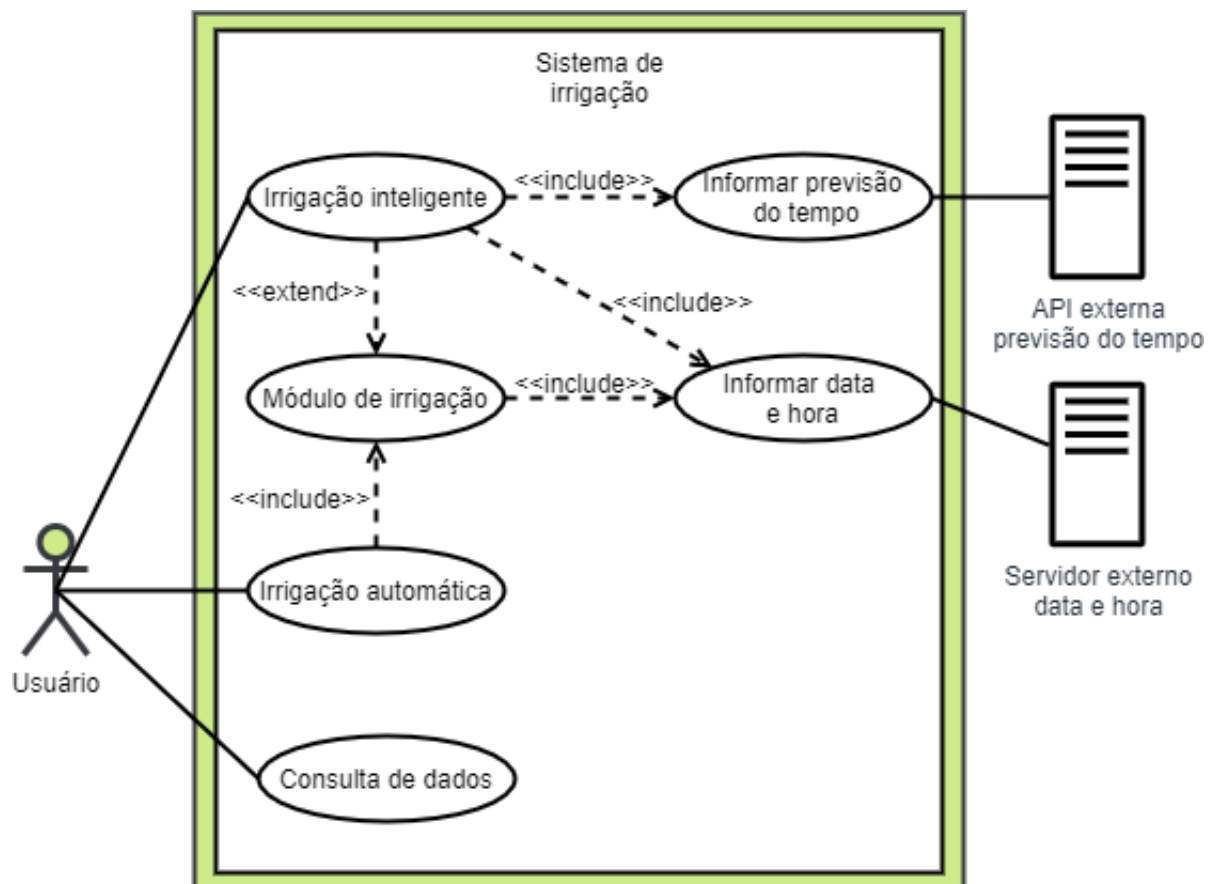 Sistema de
irrigação
Irrigação inteligente
<<include>>
Informar previsão
do tempo
<<extend>>
<<include>>
API externa
previsão do tempo
Módulo de irrigação
<<include>>
Informar data
e hora
<<include>>
Irrigação automática
Servidor externo
data e hora
Usuário
Consulta de dados